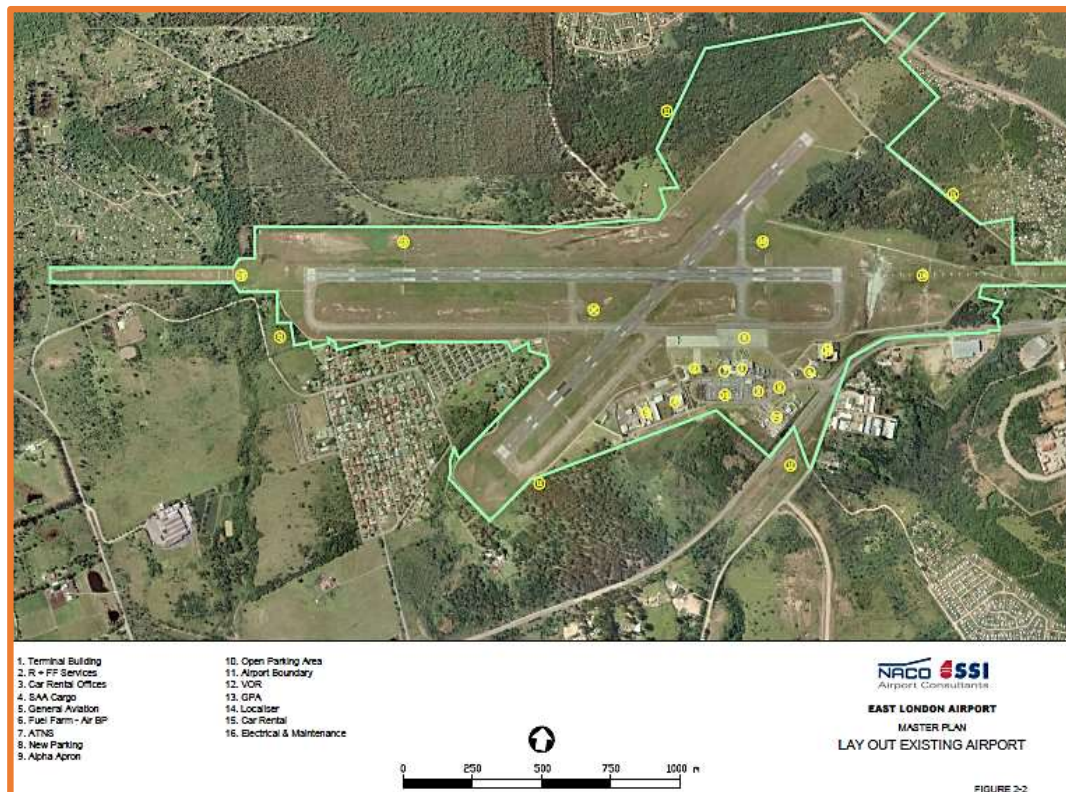 1. Terminal Building
2. R + FF Services
3. Car Rental Offices
4. SAA Cargo
5. General Aviation
6. Fuel Farm - Air BP
7. ATNS
8. New Parking
9. Alpha Apron
10. Open Parking Area
11. Airport Boundary
12. VOR
13. GPA
14. Localiser
15. Car Rental
16. Electrical & Maintenance
0 250 500 750 1000 m
NACO SSI
Airport Consultants
EAST LONDON AIRPORT
MASTER PLAN
LAY OUT EXISTING AIRPORT
FIGURE 2-2